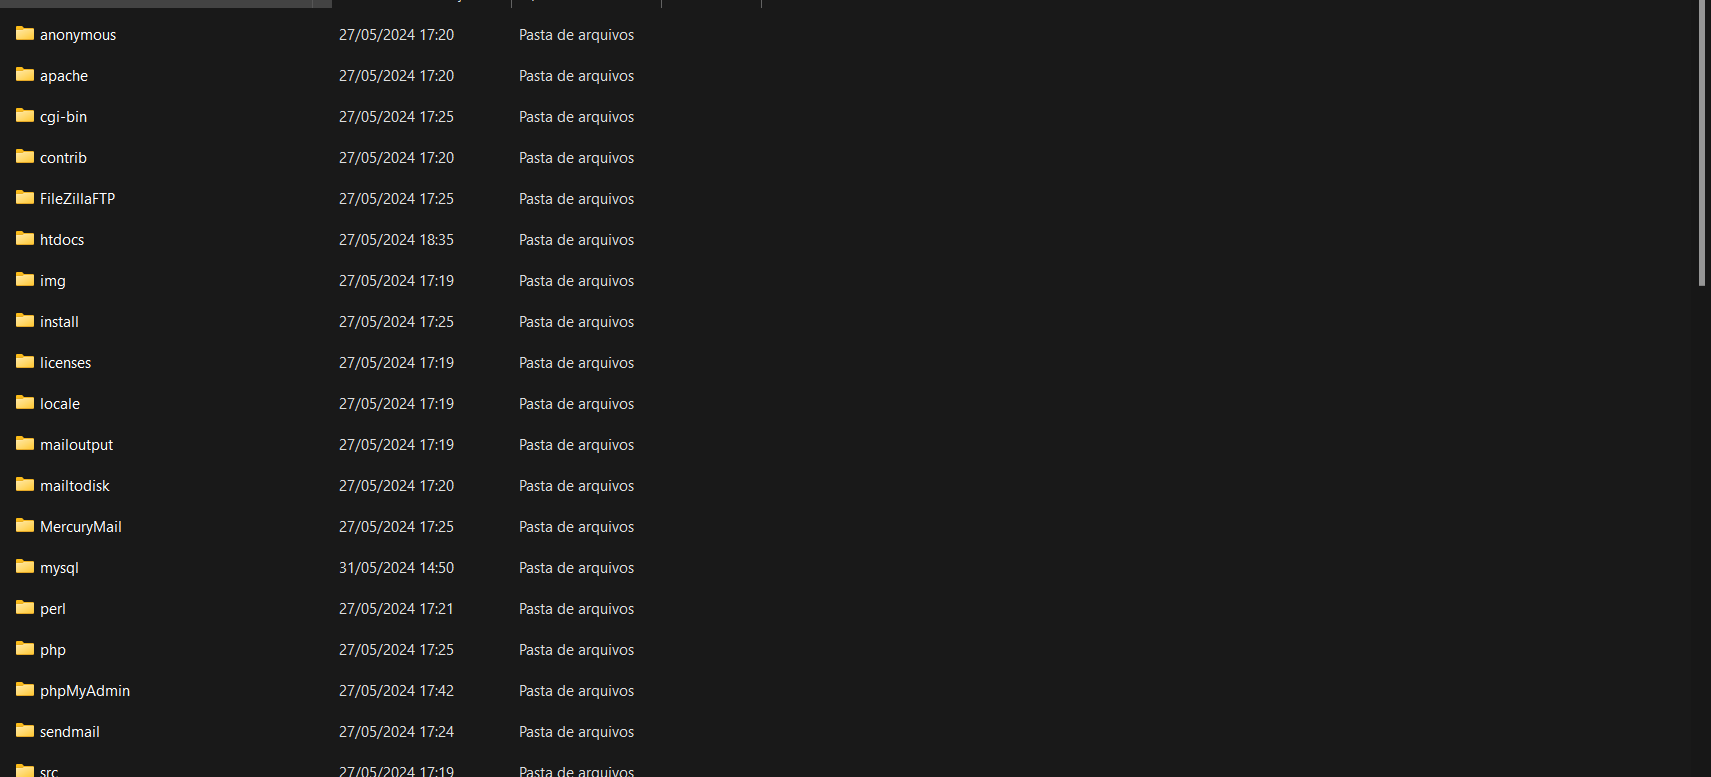 anonymous 27/05/2024 17:20 Pasta de arquivos
apache 27/05/2024 17:20 Pasta de arquivos
cgi-bin 27/05/2024 17:25 Pasta de arquivos
contrib 27/05/2024 17:20 Pasta de arquivos
FileZillaFTP 27/05/2024 17:25 Pasta de arquivos
htdocs 27/05/2024 18:35 Pasta de arquivos
img 27/05/2024 17:19 Pasta de arquivos
install 27/05/2024 17:25 Pasta de arquivos
licenses 27/05/2024 17:19 Pasta de arquivos
locale 27/05/2024 17:19 Pasta de arquivos
mailoutput 27/05/2024 17:19 Pasta de arquivos
mailtodisk 27/05/2024 17:20 Pasta de arquivos
MercuryMail 27/05/2024 17:25 Pasta de arquivos
mysql 31/05/2024 14:50 Pasta de arquivos
perl 27/05/2024 17:21 Pasta de arquivos
php 27/05/2024 17:25 Pasta de arquivos
phpMyAdmin 27/05/2024 17:42 Pasta de arquivos
sendmail 27/05/2024 17:24 Pasta de arquivos
src 27/05/2024 17:19 Pasta de arquivos